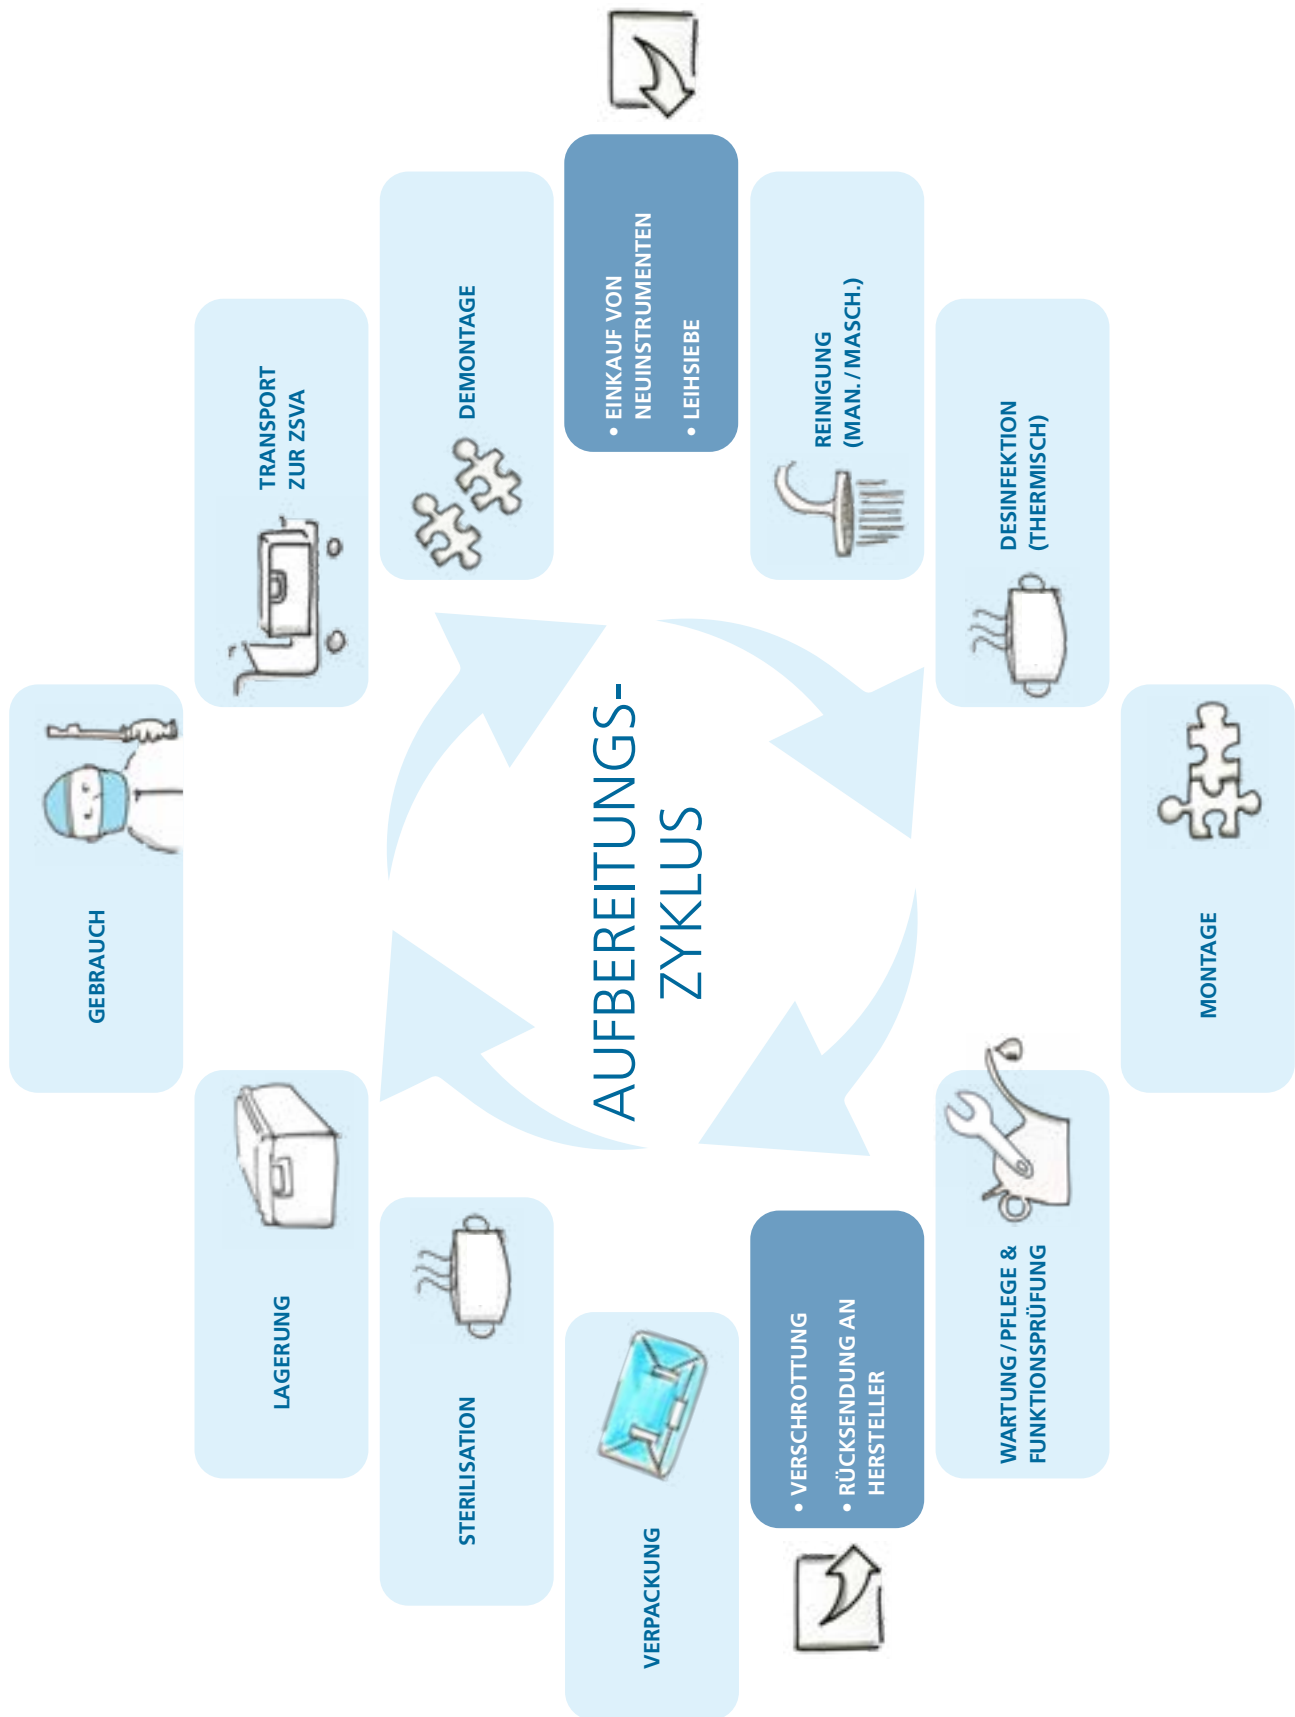 GEBRAUCH
TRANSPORT
ZUR ZSVA
DEMONTAGE
• EINKAUF VON
NEUINSTRUMENTEN
• LEIHSIEBE
REINIGUNG
(MAN. / MASCH.)
DESINFEKTION
(THERMISCH)
MONTAGE
WARTUNG / PFLEGE &
FUNKTIONSPRÜFUNG
• VERSCHROTTUNG
• RÜCKSENDUNG AN
HERSTELLER
VERPACKUNG
STERILISATION
LAGERUNG
AUFBEREITUNGS-
ZYKLUS